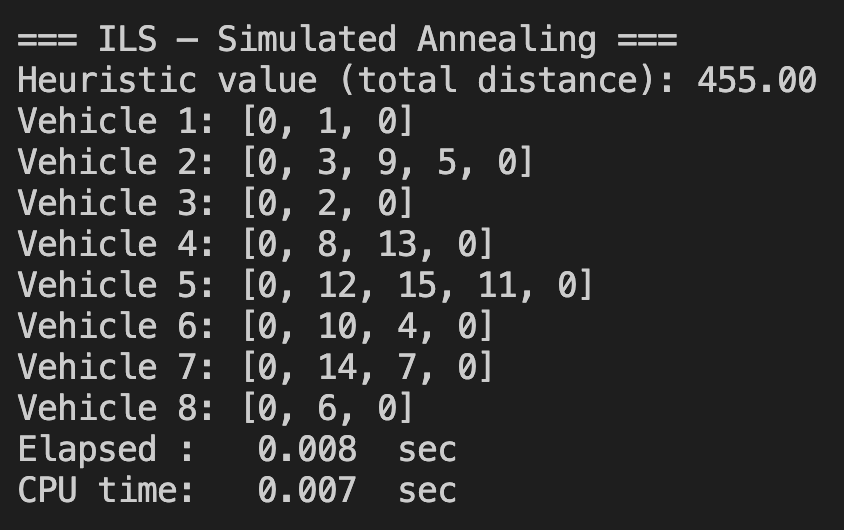 === ILS – Simulated Annealing ===
Heuristic value (total distance): 455.00
Vehicle 1: [0, 1, 0]
Vehicle 2: [0, 3, 9, 5, 0]
Vehicle 3: [0, 2, 0]
Vehicle 4: [0, 8, 13, 0]
Vehicle 5: [0, 12, 15, 11, 0]
Vehicle 6: [0, 10, 4, 0]
Vehicle 7: [0, 14, 7, 0]
Vehicle 8: [0, 6, 0]
Elapsed :   0.008  sec
CPU time:   0.007  sec